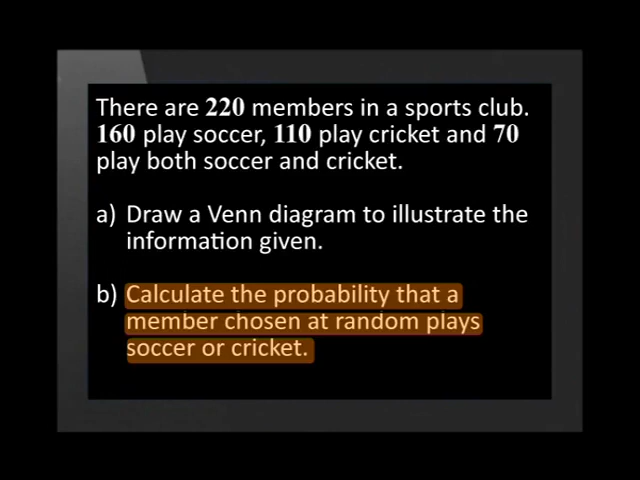 There are 220 members in a sports club.
160 play soccer, 110 play cricket and 70
play both soccer and cricket.
a) Draw a Venn diagram to illustrate the
information given.
b) Calculate the probability that a
member chosen at random plays
soccer or cricket.